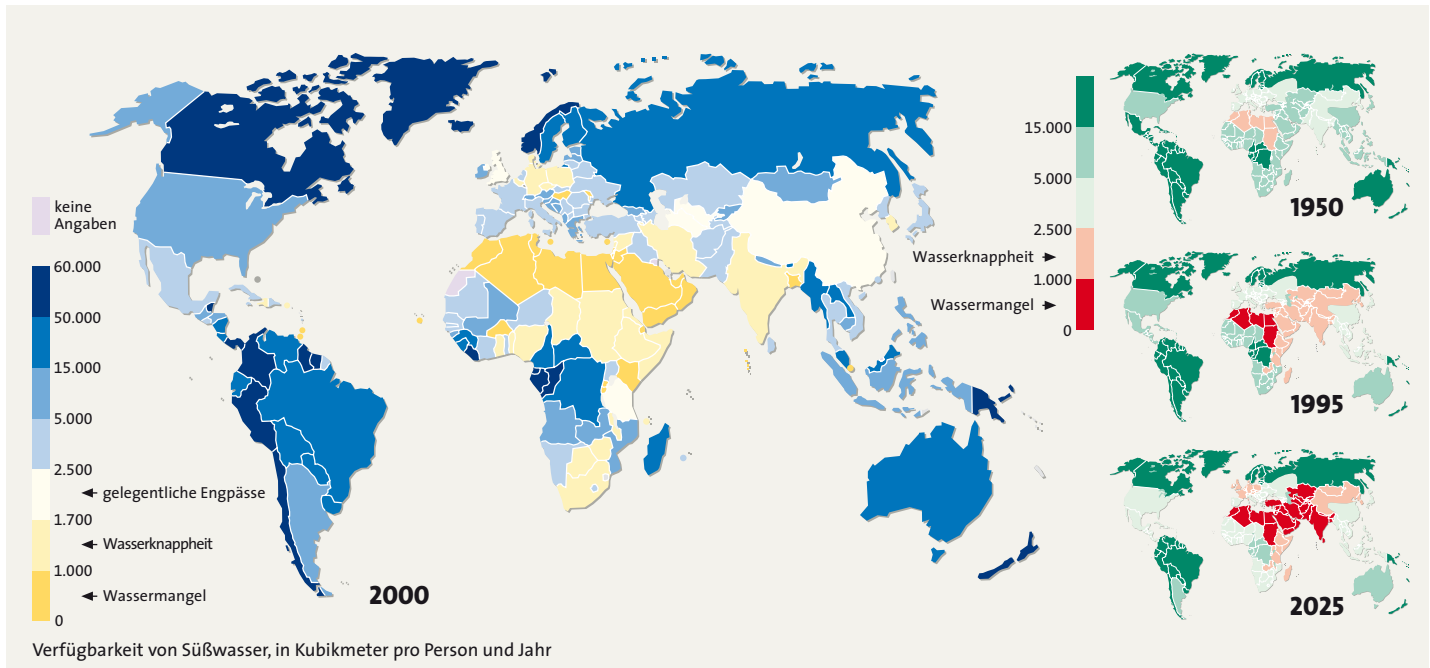 keine
Angaben
60.000
50.000
15.000
5.000
2.500
gelegentliche Engpässe
1.700
Wasserknappheit
1.000
Wassermangel
0
2000
Verfügbarkeit von Süßwasser, in Kubikmeter pro Person und Jahr
15.000
5.000
2.500
Wasserknappheit
1.000
Wassermangel
0
1950
1995
2025